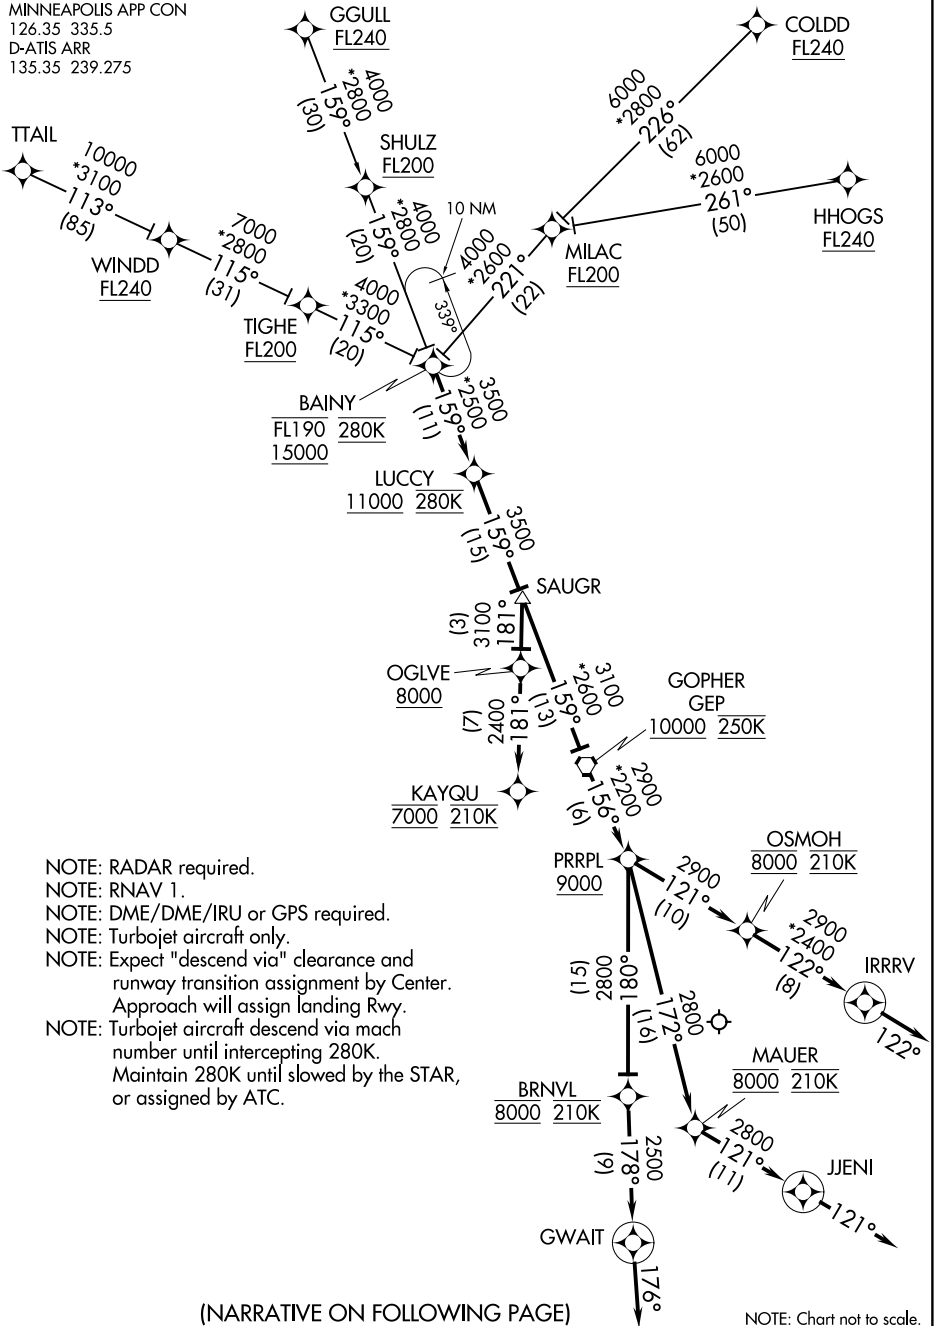 MINNEAPOLIS APP CON
126.35 335.5
D-ATIS ARR
135.35 239.275
GGULL
FL240
COLDD
FL240
4000
*2800
159°
(30)
6000
*2800
226°
(62)
TTAIL
10000
*3100
113°
(85)
SHULZ
FL200
6000
*2600
261°
(50)
HHOGS
FL240
WINDD
FL240
7000
*2800
115°
(31)
4000
*2800
159°
(20)
10 NM
339°
4000
*2600
221°
(22)
MILAC
FL200
TIGHE
FL200
4000
*3300
115°
(20)
BAINY
FL190 280K
15000
3500
*2500
159°
(11)
LUCCY
11000 280K
3500
159°
(15)
SAUGR
181°
3100
(3)
OGLVE
8000
3100
*2600
159°
(13)
GOPHER
GEP
10000 250K
181°
2400
(7)
KAYQU
7000 210K
2900
*2200
156°
(6)
PRRPL
9000
OSMOH
8000 210K
2900
121°
(10)
2900
*2400
122°
(8)
IRRRV
122°
NOTE: RADAR required.
NOTE: RNAV 1.
NOTE: DME/DME/IRU or GPS required.
NOTE: Turbojet aircraft only.
NOTE: Expect "descend via" clearance and
runway transition assignment by Center.
Approach will assign landing Rwy.
NOTE: Turbojet aircraft descend via mach
number until intercepting 280K.
Maintain 280K until slowed by the STAR,
or assigned by ATC.
180°
2800
(15)
2800
172°
(16)
MAUER
8000 210K
BRNVL
8000 210K
2800
121°
(11)
JJENI
121°
2500
178°
(9)
GWAIT
176°
(NARRATIVE ON FOLLOWING PAGE)
NOTE: Chart not to scale.